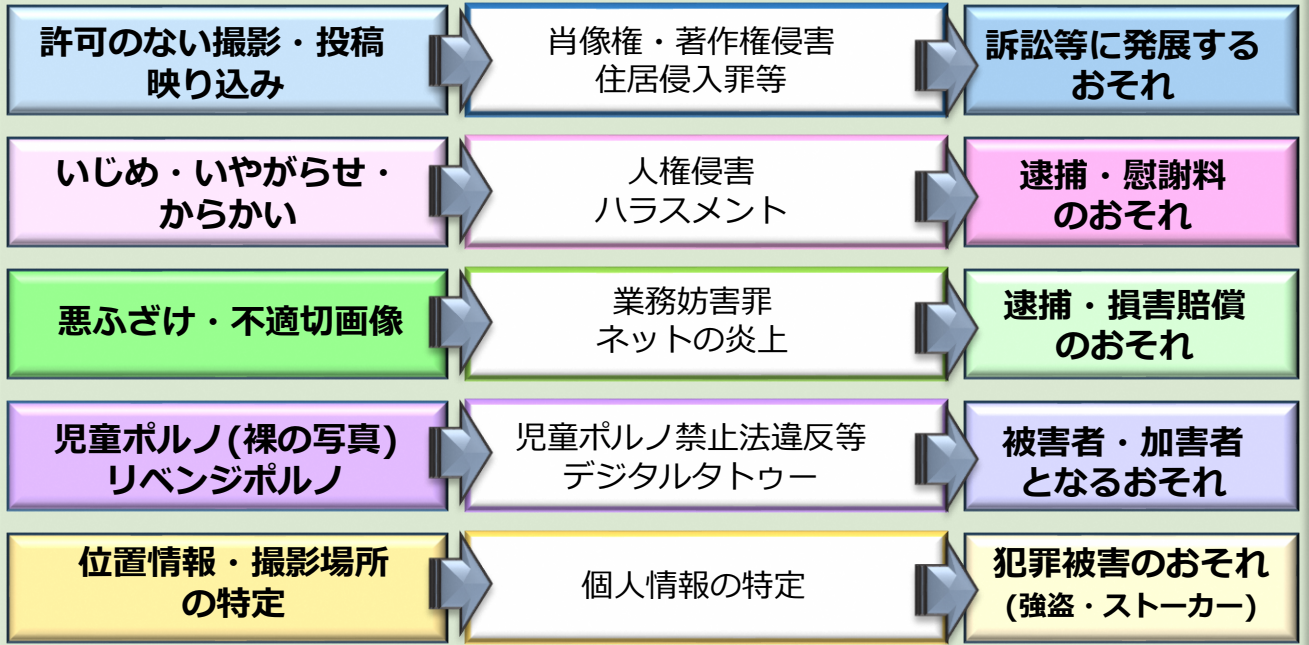 許可のない撮影・投稿
映り込み
肖像権・著作権侵害
住居侵入罪等
訴訟等に発展する
おそれ
いじめ・いやがらせ・
からかい
人権侵害
ハラスメント
逮捕・慰謝料
のおそれ
悪ふざけ・不適切画像
業務妨害罪
ネットの炎上
逮捕・損害賠償
のおそれ
児童ポルノ(裸の写真)
リベンジポルノ
児童ポルノ禁止法違反等
デジタルタトゥー
被害者・加害者
となるおそれ
位置情報・撮影場所
の特定
個人情報の特定
犯罪被害のおそれ
(強盗・ストーカー)